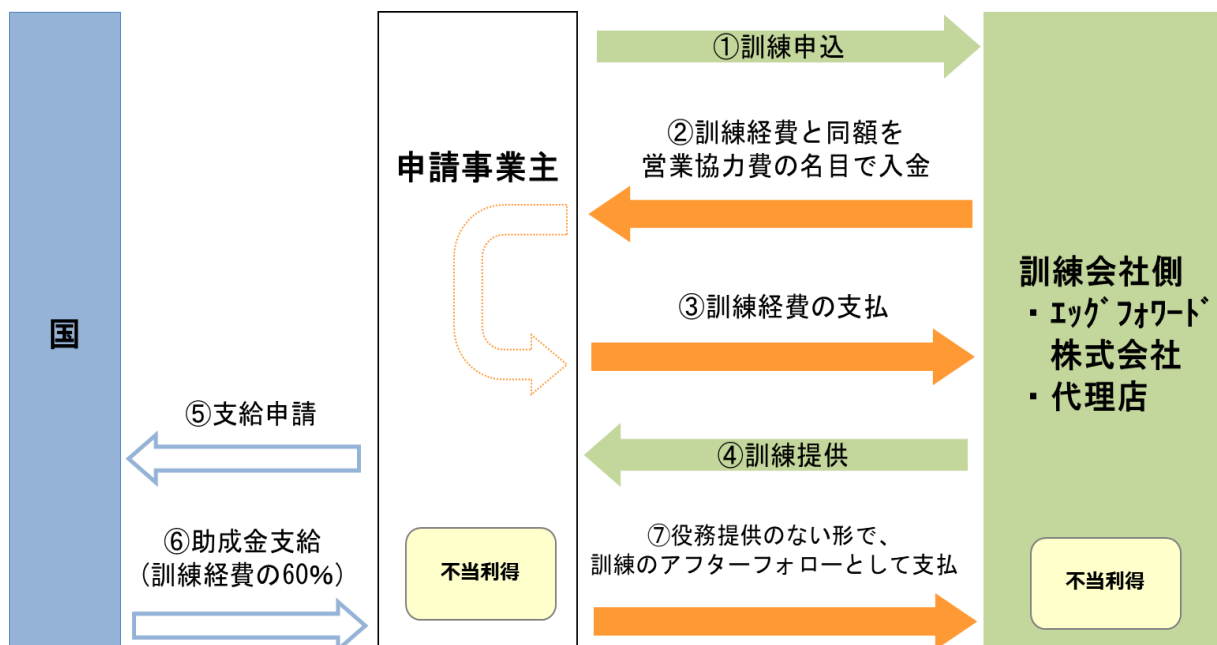 国
申請事業主
①訓練申込
②訓練経費と同額を
営業協力費の名目で入金
③訓練経費の支払
④訓練提供
⑤支給申請
⑥助成金支給
(訓練経費の60%)
⑦役務提供のない形で、
訓練のアフターフォローとして支払
不当利得
訓練会社側
・ｴｯｸﾞﾌｫﾜｰﾄﾞ
株式会社
・代理店
不当利得